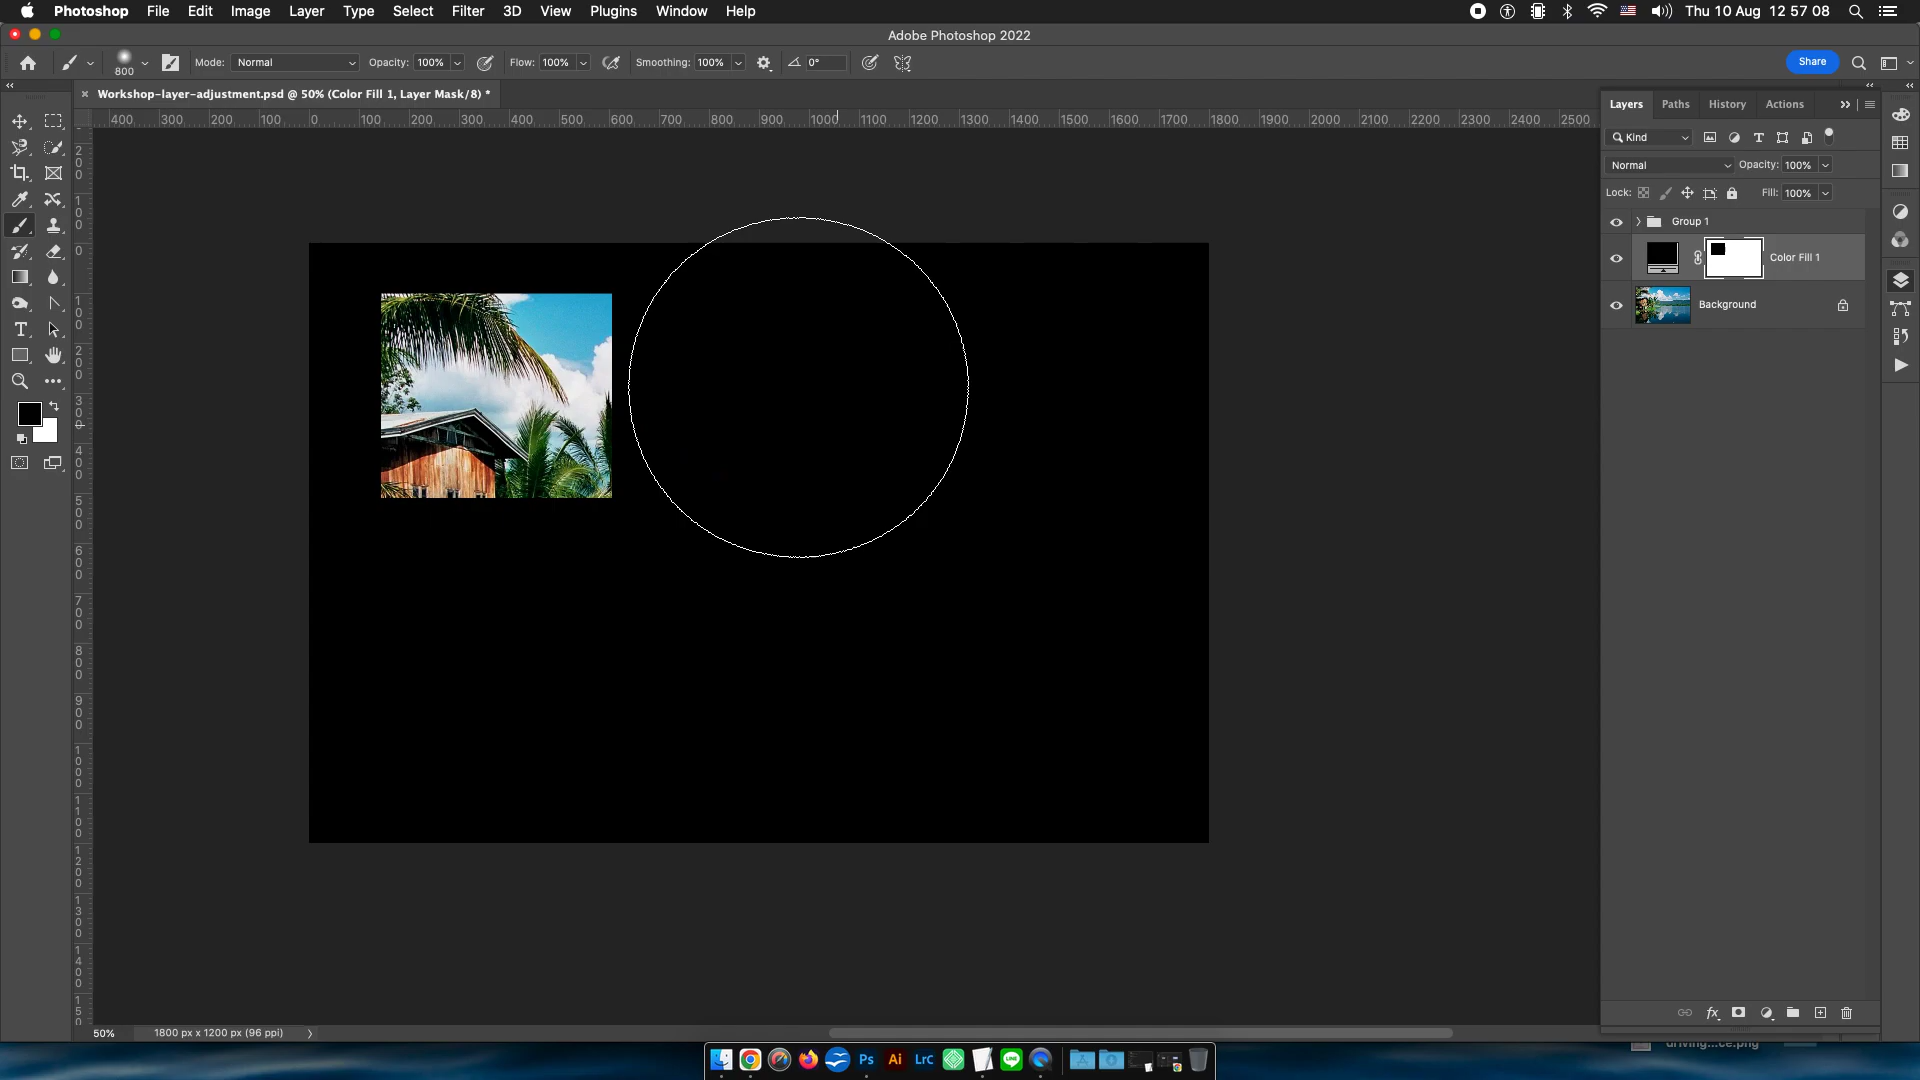 Photoshop File Edit Image Layer Type Select Filter 3D View Plugins Window Help Thu 10 Aug 12 57 08
Adobe Photoshop 2022
800 Mode: Normal Opacity: 100% Flow: 100% Smoothing: 100% 0° Share
Workshop-layer-adjustment.psd @ 50% (Color Fill 1, Layer Mask/8) *
Layers Paths History Actions
400 300 200 100 0 100 200 300 400 500 600 700 800 900 1000 1100 1200 1300 1400 1500 1600 1700 1800 1900 2000 2100 2200 2300 2400 2500
Kind
Normal Opacity: 100%
Lock: Fill: 100%
Group 1
Color Fill 1
Background
200
100
0
100
200
300
400
500
600
700
800
900
1000
1100
1200
1300
1400
50% 1800 px x 1200 px (96 ppi)
driving...ce.png
Ps Ai LrC LINE